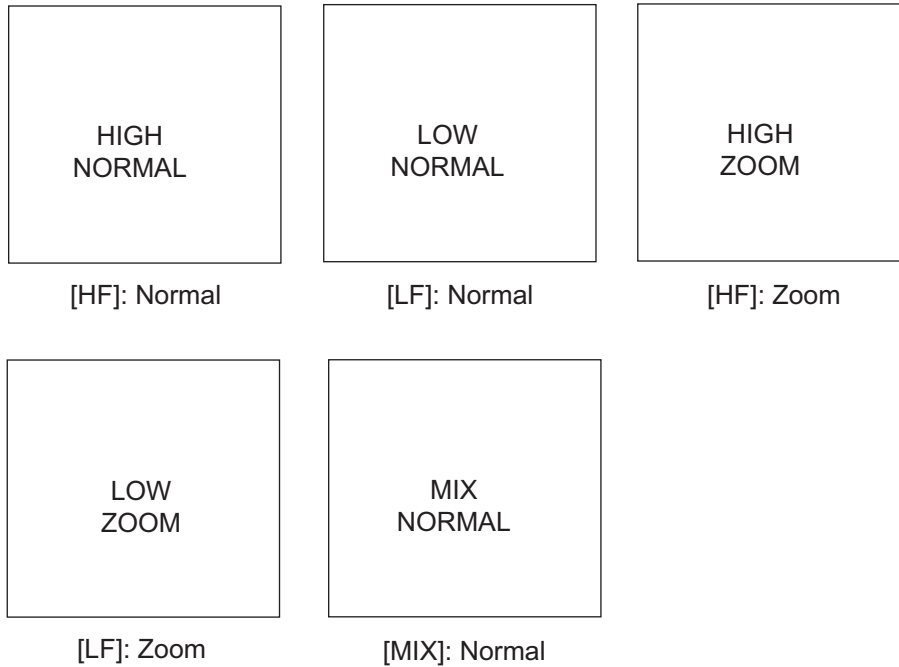 HIGH
NORMAL
[HF]: Normal
LOW
NORMAL
[LF]: Normal
HIGH
ZOOM
[HF]: Zoom
LOW
ZOOM
[LF]: Zoom
MIX
NORMAL
[MIX]: Normal